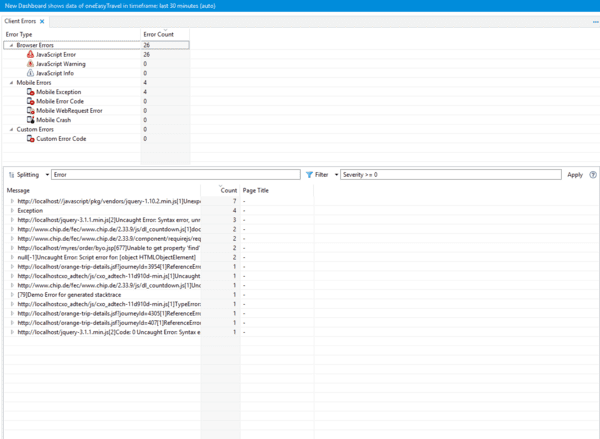 New Dashboard shows data of oneEasyTravel in timeframe: last 30 minutes (auto)
Client Errors
Error Type Error Count
Browser Errors 26
JavaScript Error 26
JavaScript Warning 0
JavaScript Info 0
Mobile Errors 4
Mobile Exception 4
Mobile Error Code 0
Mobile WebRequest Error 0
Mobile Crash 0
Custom Errors 0
Custom Error Code 0
Splitting Error Filter Severity >= 0 Apply
Message Count Page Title
http://localhost//javascript/pkg/vendors/jquery-1.10.2.min.js[1]Unexp 7 -
Exception 4 -
http://localhost/jquery-3.1.1.min.js[2]Uncaught Error: Syntax error, unr 3 -
http://www.chip.de/fec/www.chip.de/2.33.9/js/dl_countdown.js[1]doc 2 -
http://www.chip.de/fec/www.chip.de/2.33.9/component/requirejs/req 2 -
http://localhost/myres/order/byo.jsp[677]Unable to get property 'find' 2 -
null[-1]Uncaught Error: Script error for: [object HTMLObjectElement] 2 -
http://localhost/orange-trip-details.jsf?journeyId=3954[1]ReferenceErr 1 -
http://localhostcxo_adtech/js/cxo_adtech-11d910d-min.js[1]Uncaught 1 -
http://www.chip.de/fec/www.chip.de/2.33.9/js/dl_countdown.js[1]Unc 1 -
[79]Demo Error for generated stacktrace 1 -
http://localhostcxo_adtech/js/cxo_adtech-11d910d-min.js[1]TypeError: 1 -
http://localhost/orange-trip-details.jsf?journeyId=4305[1]ReferenceErr 1 -
http://localhost/orange-trip-details.jsf?journeyId=407[1]ReferenceErro 1 -
http://localhost/jquery-3.1.1.min.js[2]Code: 0 Uncaught Error: Syntax e 1 -